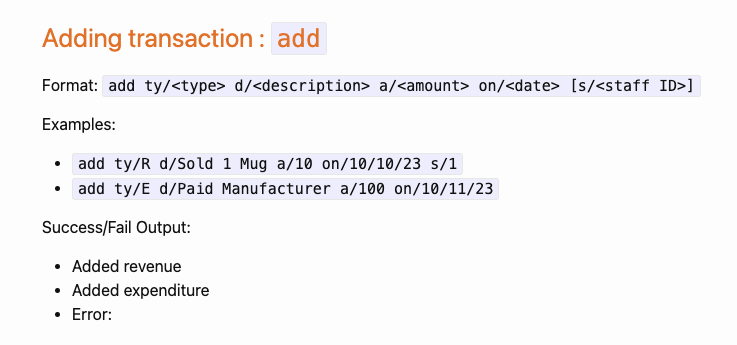 Adding transaction : add
Format: add ty/<type> d/<description> a/<amount> on/<date> [s/<staff ID>]
Examples:
• add ty/R d/Sold 1 Mug a/10 on/10/10/23 s/1
• add ty/E d/Paid Manufacturer a/100 on/10/11/23
Success/Fail Output:
• Added revenue
• Added expenditure
• Error: